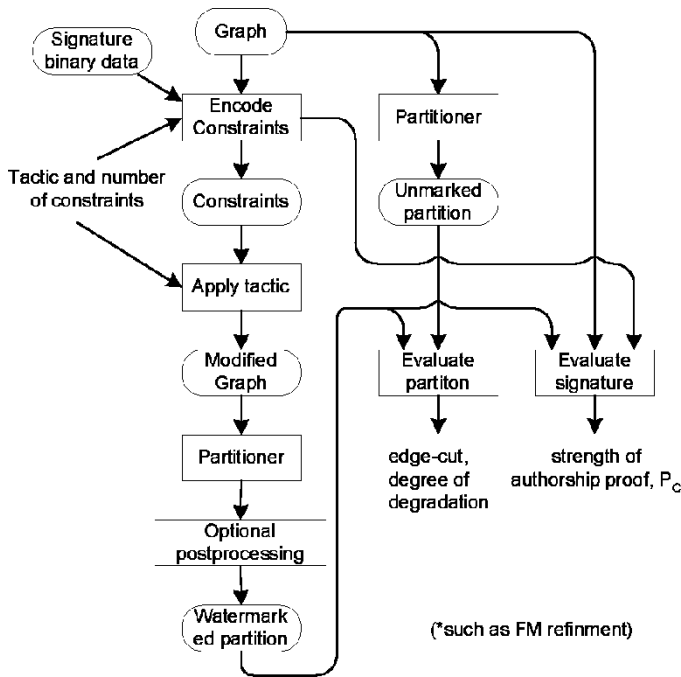 Graph
Signature
binary data
Encode
Constraints
Partitioner
Tactic and number
of constraints
Constraints
Unmarked
partition
Apply tactic
Modified
Graph
Evaluate
partiton
Evaluate
signature
Partitioner
edge-cut,
degree of
degradation
strength of
authorship proof, P_C
Optional
postprocessing
Watermark
ed partition
(*such as FM refinment)